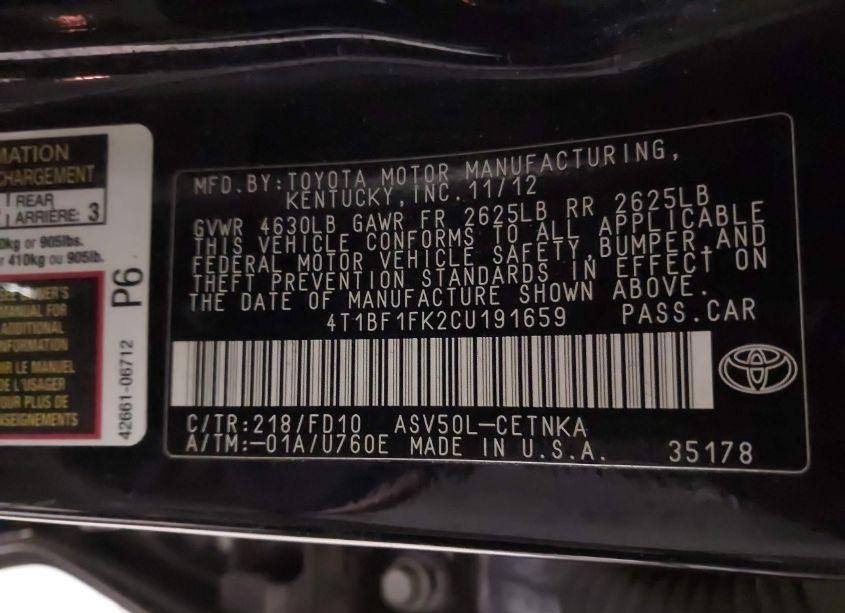 MATION
CHARGEMENT
REAR
ARRIÈRE: 3
0kg or 905lbs.
r 410kg ou 905lb.
P6
42661-06712
MANUAL FOR
ADDITIONAL
INFORMATION
IR LE MANUEL
DE L'USAGER
OUR PLUS DE
NSEIGNEMENTS
MFD.BY:TOYOTA MOTOR MANUFACTURING,
KENTUCKY,INC.11/12
GVWR 4630LB GAWR FR 2625LB RR 2625LB
THIS VEHICLE CONFORMS TO ALL APPLICABLE
FEDERAL MOTOR VEHICLE SAFETY,BUMPER,AND
THEFT PREVENTION STANDARDS IN EFFECT ON
THE DATE OF MANUFACTURE SHOWN ABOVE.
4T1BF1FK2CU191659 PASS.CAR
C/TR:218/FD10 ASV50L-CETNKA
A/TM:-01A/U760E MADE IN U.S.A. 35178